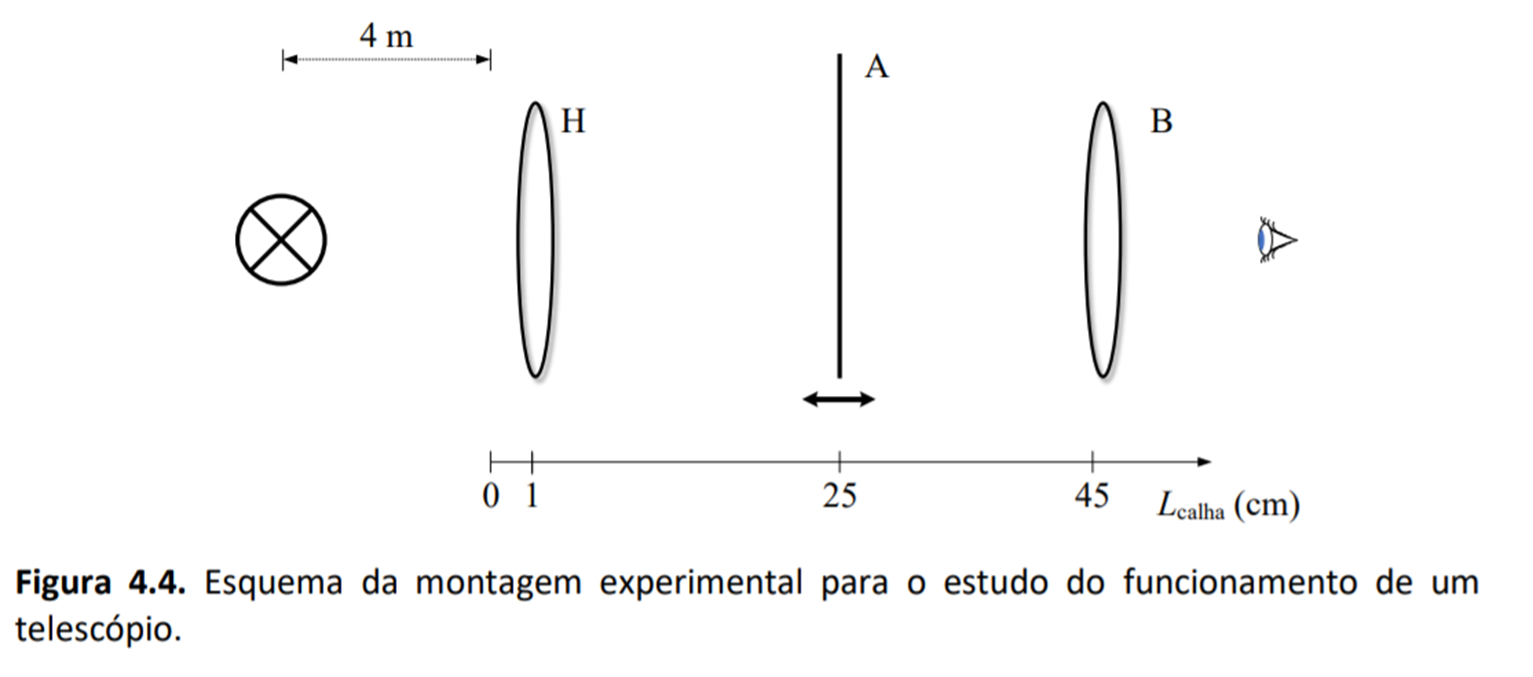 4 m
H
A
B
0 1 25 45 Lcalha (cm)
Figura 4.4. Esquema da montagem experimental para o estudo do funcionamento de um
telescópio.